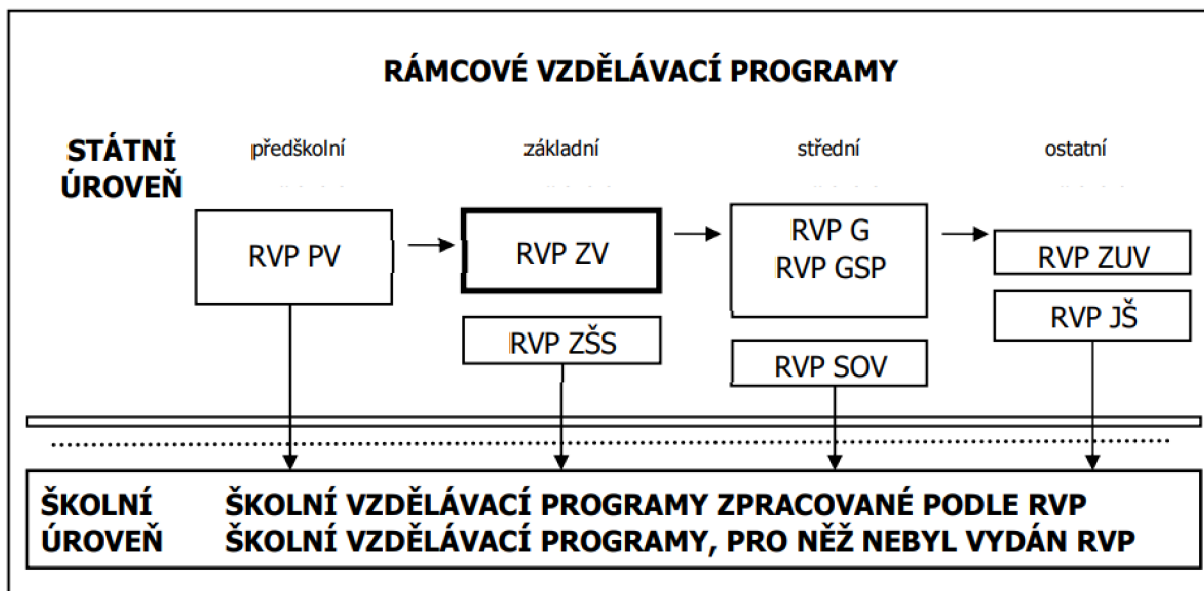 RÁMCOVÉ VZDĚLÁVACÍ PROGRAMY
STÁTNÍ
ÚROVEŇ
předškolní
základní
střední
ostatní
RVP PV
RVP ZV
RVP G
RVP GSP
RVP ZUV
RVP JŠ
RVP ZŠS
RVP SOV
ŠKOLNÍ ŠKOLNÍ VZDĚLÁVACÍ PROGRAMY ZPRACOVANÉ PODLE RVP
ÚROVEŇ ŠKOLNÍ VZDĚLÁVACÍ PROGRAMY, PRO NĚŽ NEBYL VYDÁN RVP